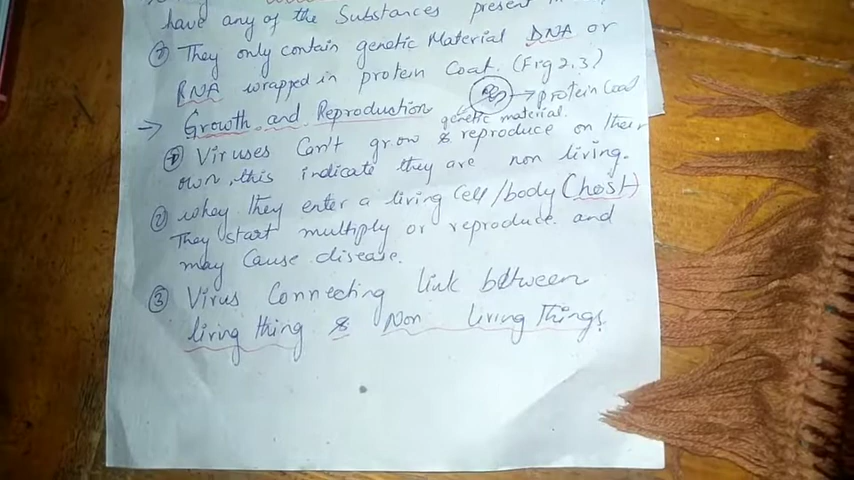 have any of the Substances present
② They only contain genetic Material DNA or
RNA wrapped in protein Coat. (Fig 2.3)
→ protein Coat
→ Growth and Reproduction
genetic material.
① Viruses Can't grow & reproduce on their
own, this indicate they are non living.
② whey they enter a living Cell/body (host)
They start multiply or reproduce and
may Cause disease.
③ Virus Connecting link between
living thing & Non living Things.